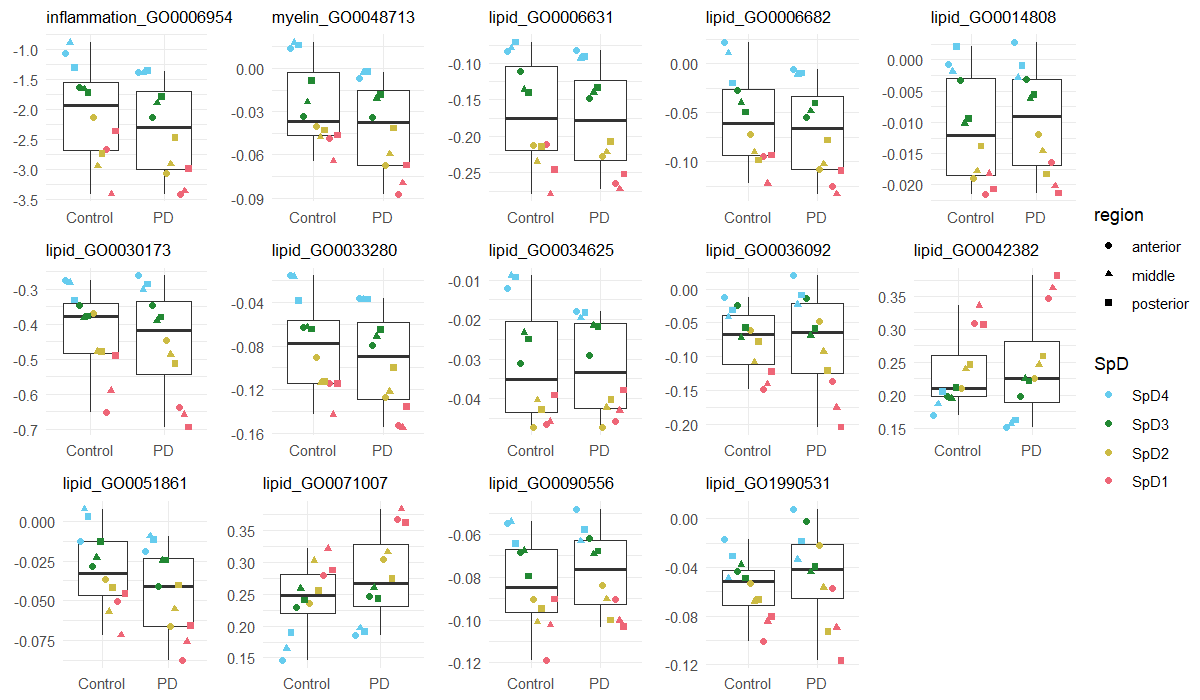 inflammation_GO0006954
myelin_GO0048713
lipid_GO0006631
lipid_GO0006682
lipid_GO0014808
-1.0
-1.5
-2.0
-2.5
-3.0
-3.5
0.00
-0.03
-0.06
-0.09
-0.10
-0.15
-0.20
-0.25
0.00
-0.05
-0.10
0.000
-0.005
-0.010
-0.015
-0.020
Control PD
Control PD
Control PD
Control PD
Control PD
lipid_GO0030173
lipid_GO0033280
lipid_GO0034625
lipid_GO0036092
lipid_GO0042382
-0.3
-0.4
-0.5
-0.6
-0.7
-0.04
-0.08
-0.12
-0.16
-0.01
-0.02
-0.03
-0.04
0.00
-0.05
-0.10
-0.15
-0.20
0.35
0.30
0.25
0.20
0.15
Control PD
Control PD
Control PD
Control PD
Control PD
lipid_GO0051861
lipid_GO0071007
lipid_GO0090556
lipid_GO1990531
0.000
-0.025
-0.050
-0.075
0.35
0.30
0.25
0.20
0.15
-0.06
-0.08
-0.10
-0.12
0.00
-0.04
-0.08
-0.12
Control PD
Control PD
Control PD
Control PD
region
anterior
middle
posterior
SpD
SpD4
SpD3
SpD2
SpD1